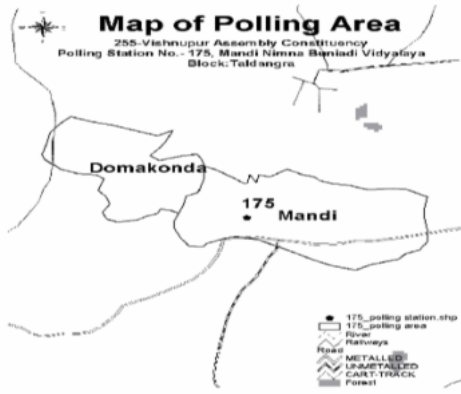 Map of Polling Area
255-Vishnupur Assembly Constituency
Polling Station No.- 175, Mandi Nimna Buniadi Vidyalaya
Block:Taldangra
Domakonda
175
Mandi
175_polling station.shp
175_polling area
River
Railways
Road
METALLED
UNMETALLED
CART-TRACK
Forest